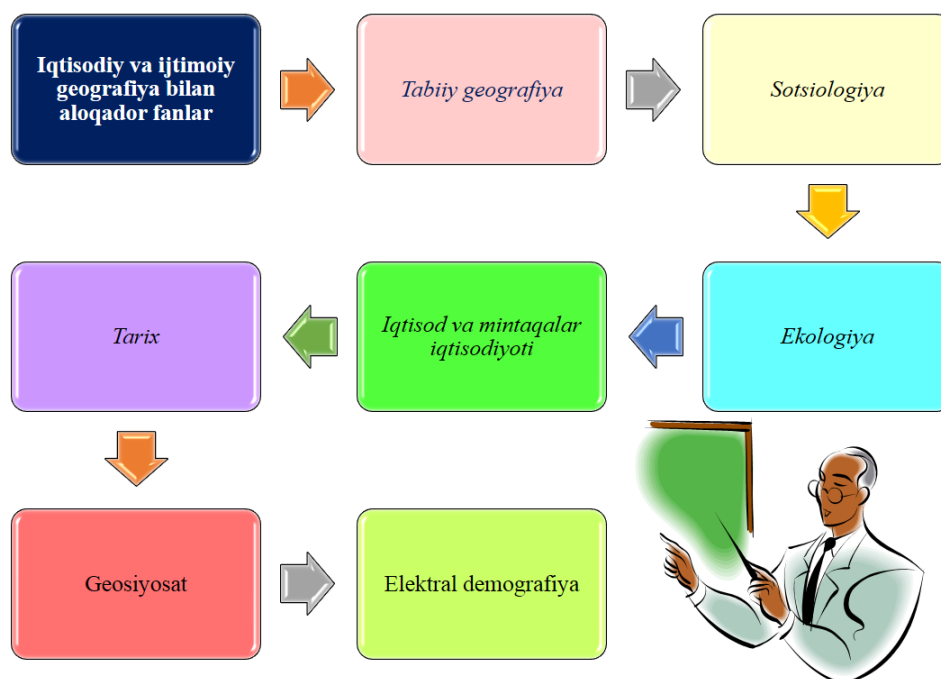 Iqtisodiy va ijtimoiy
geografiya bilan
aloqador fanlar
Tabiiy geografiya
Sotsiologiya
Ekologiya
Iqtisod va mintaqalar
iqtisodiyoti
Tarix
Geosiyosat
Elektral demografiya